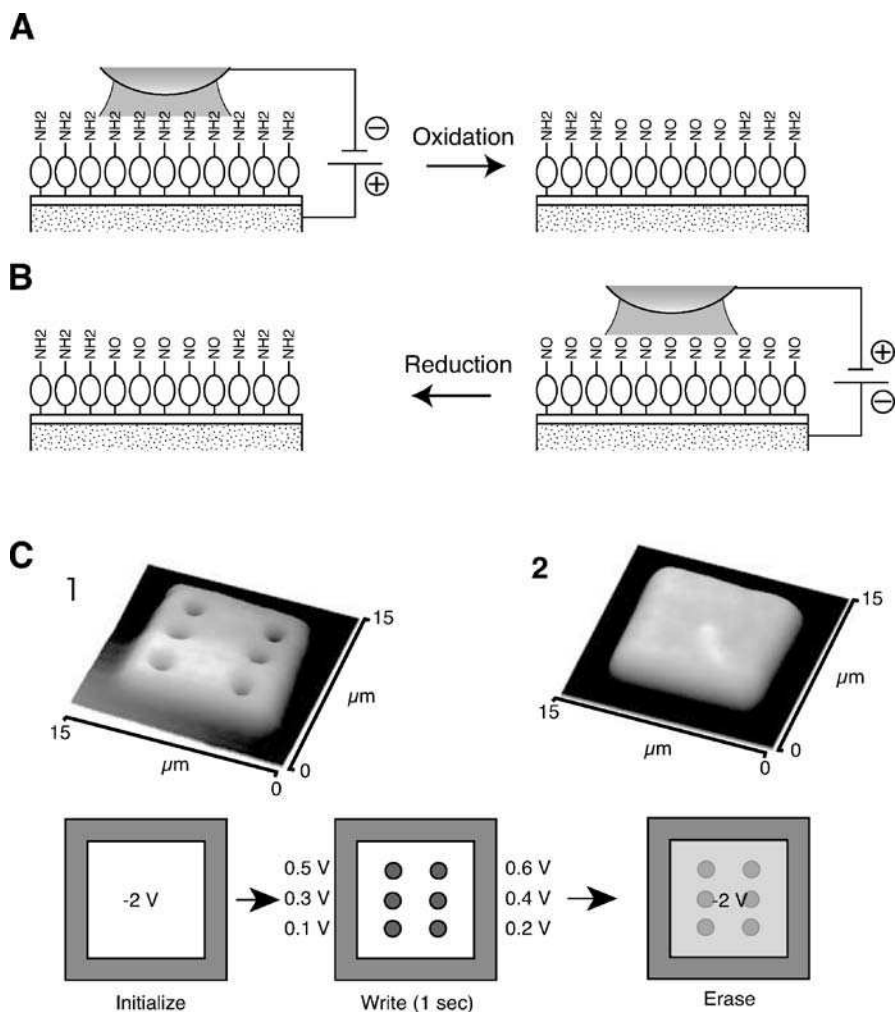 A
NH2 NH2 NH2 NH2 NH2 NH2 NH2 NH2 NH2 NH2 NH2
−
+
Oxidation
NH2 NH2 NH2 NO NO NO NO NO NH2 NH2 NH2
B
NH2 NH2 NH2 NO NO NO NO NO NH2 NH2 NH2
Reduction
NO NO NO NO NO NO NO NO NO NO NO
+
−
C
1
15
µm
0
15
µm
0
2
15
µm
0
15
µm
0
-2 V
0.5 V
0.3 V
0.1 V
0.6 V
0.4 V
0.2 V
-2 V
Initialize
Write (1 sec)
Erase